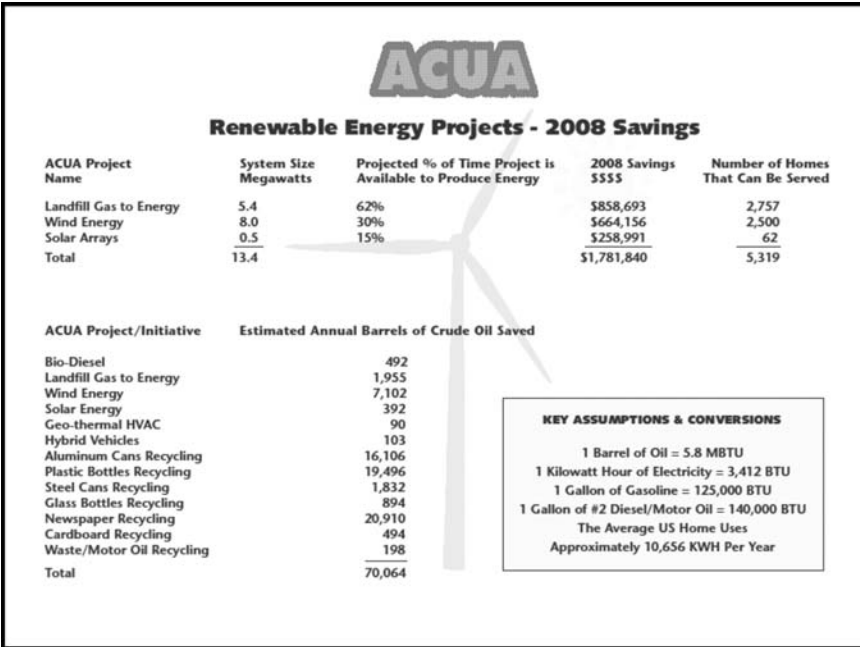 ACUA
Renewable Energy Projects - 2008 Savings
ACUA Project Name System Size Megawatts Projected % of Time Project is Available to Produce Energy 2008 Savings $$$$ Number of Homes That Can Be Served
Landfill Gas to Energy 5.4 62% $858,693 2,757
Wind Energy 8.0 30% $664,156 2,500
Solar Arrays 0.5 15% $258,991 62
Total 13.4 $1,781,840 5,319
ACUA Project/Initiative Estimated Annual Barrels of Crude Oil Saved
Bio-Diesel 492
Landfill Gas to Energy 1,955
Wind Energy 7,102
Solar Energy 392
Geo-thermal HVAC 90
Hybrid Vehicles 103
Aluminum Cans Recycling 16,106
Plastic Bottles Recycling 19,496
Steel Cans Recycling 1,832
Glass Bottles Recycling 894
Newspaper Recycling 20,910
Cardboard Recycling 494
Waste/Motor Oil Recycling 198
Total 70,064
KEY ASSUMPTIONS & CONVERSIONS
1 Barrel of Oil = 5.8 MBTU
1 Kilowatt Hour of Electricity = 3,412 BTU
1 Gallon of Gasoline = 125,000 BTU
1 Gallon of #2 Diesel/Motor Oil = 140,000 BTU
The Average US Home Uses
Approximately 10,656 KWH Per Year